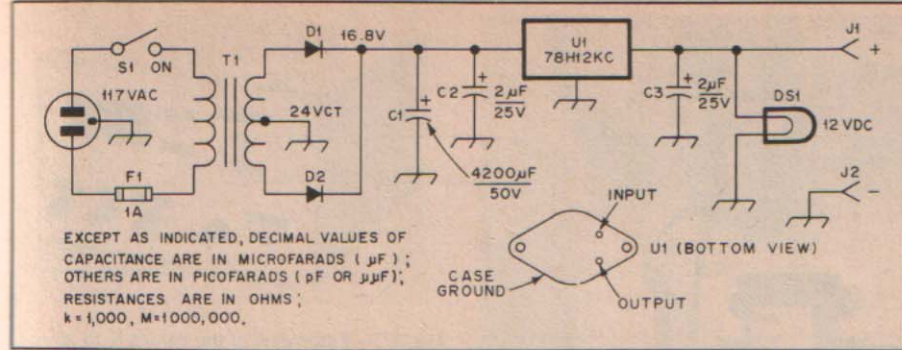 D1
16.8V
J1
+
S1
ON
T1
U1
78H12KC
117VAC
24VCT
+
C1
+
C2
2µF
25V
+
C3
2µF
25V
DS1
12 VDC
D2
4200µF
50V
J2
−
F1
1A
INPUT
U1 (BOTTOM VIEW)
CASE
GROUND
OUTPUT
EXCEPT AS INDICATED, DECIMAL VALUES OF
CAPACITANCE ARE IN MICROFARADS ( µF ) ;
OTHERS ARE IN PICOFARADS ( pF OR µµF);
RESISTANCES ARE IN OHMS ;
k = 1,000, M=1000,000.